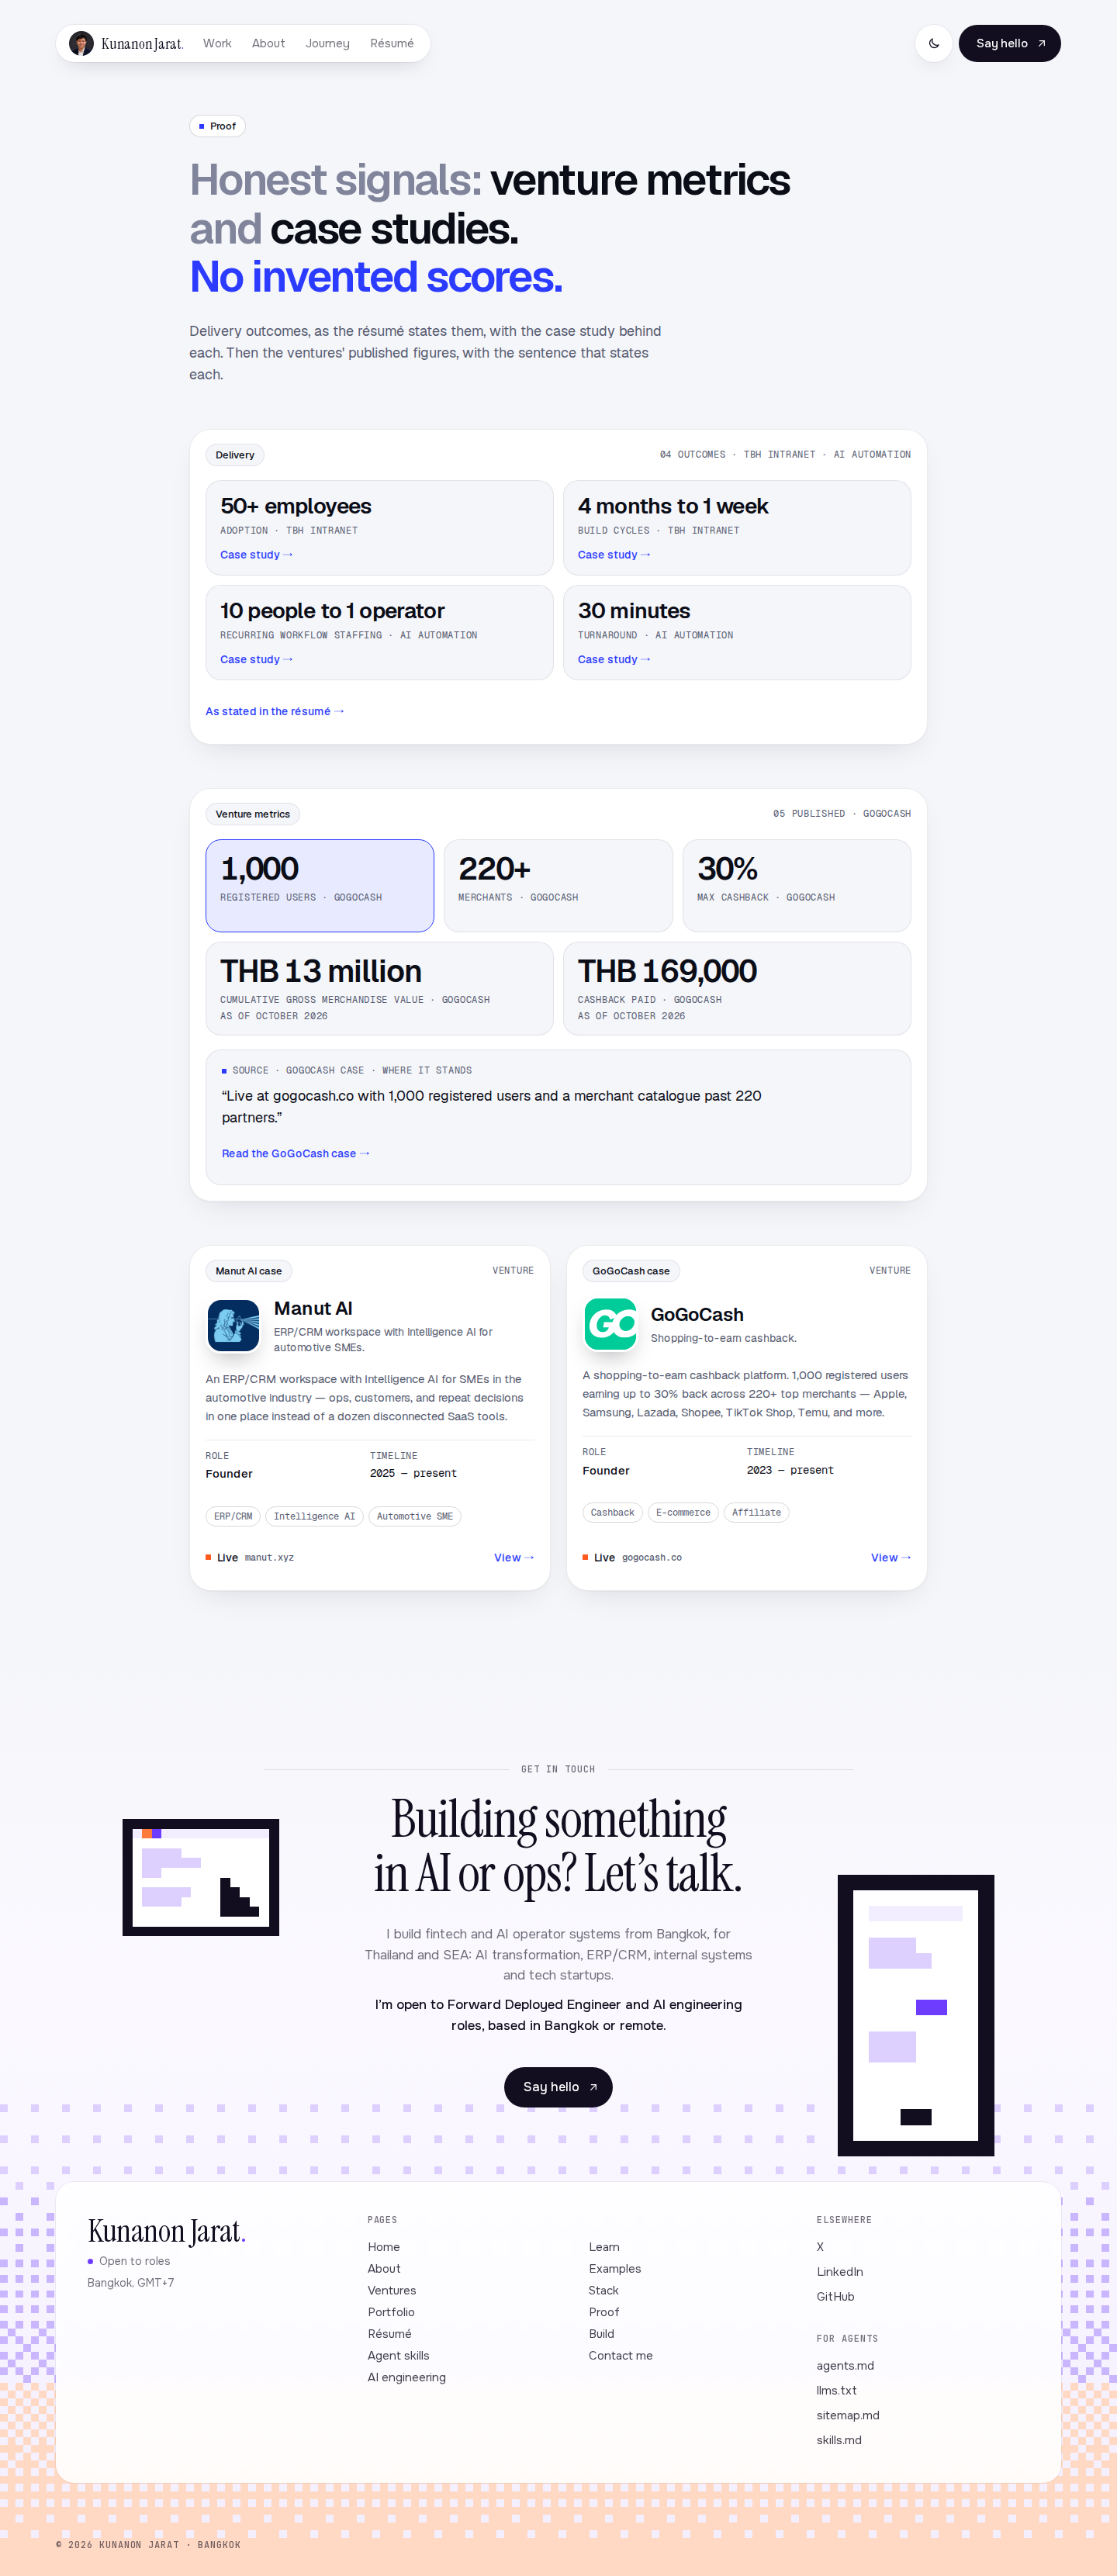 Kunanon Jarat.
Work
About
Journey
Résumé
Say hello
Proof
Honest signals: venture metrics
and case studies.
No invented scores.
Delivery outcomes, as the résumé states them, with the case study behind
each. Then the ventures' published figures, with the sentence that states
each.
Delivery
04 OUTCOMES · TBH INTRANET · AI AUTOMATION
50+ employees
ADOPTION · TBH INTRANET
Case study →
4 months to 1 week
BUILD CYCLES · TBH INTRANET
Case study →
10 people to 1 operator
RECURRING WORKFLOW STAFFING · AI AUTOMATION
Case study →
30 minutes
TURNAROUND · AI AUTOMATION
Case study →
As stated in the résumé →
Venture metrics
05 PUBLISHED · GOGOCASH
1,000
REGISTERED USERS · GOGOCASH
220+
MERCHANTS · GOGOCASH
30%
MAX CASHBACK · GOGOCASH
THB 13 million
CUMULATIVE GROSS MERCHANDISE VALUE · GOGOCASH
AS OF OCTOBER 2026
THB 169,000
CASHBACK PAID · GOGOCASH
AS OF OCTOBER 2026
SOURCE · GOGOCASH CASE · WHERE IT STANDS
“Live at gogocash.co with 1,000 registered users and a merchant catalogue past 220
partners.”
Read the GoGoCash case →
Manut AI case
VENTURE
Manut AI
ERP/CRM workspace with Intelligence AI for
automotive SMEs.
An ERP/CRM workspace with Intelligence AI for SMEs in the
automotive industry — ops, customers, and repeat decisions
in one place instead of a dozen disconnected SaaS tools.
ROLE
Founder
TIMELINE
2025 — present
ERP/CRM
Intelligence AI
Automotive SME
Live manut.xyz
View →
GoGoCash case
VENTURE
GO
GoGoCash
Shopping-to-earn cashback.
A shopping-to-earn cashback platform. 1,000 registered users
earning up to 30% back across 220+ top merchants — Apple,
Samsung, Lazada, Shopee, TikTok Shop, Temu, and more.
ROLE
Founder
TIMELINE
2023 — present
Cashback
E-commerce
Affiliate
Live gogocash.co
View →
GET IN TOUCH
Building something
in AI or ops? Let’s talk.
I build fintech and AI operator systems from Bangkok, for
Thailand and SEA: AI transformation, ERP/CRM, internal systems
and tech startups.
I’m open to Forward Deployed Engineer and AI engineering
roles, based in Bangkok or remote.
Say hello
Kunanon Jarat.
Open to roles
Bangkok, GMT+7
PAGES
Home
About
Ventures
Portfolio
Résumé
Agent skills
AI engineering
Learn
Examples
Stack
Proof
Build
Contact me
ELSEWHERE
X
LinkedIn
GitHub
FOR AGENTS
agents.md
llms.txt
sitemap.md
skills.md
© 2026 KUNANON JARAT · BANGKOK